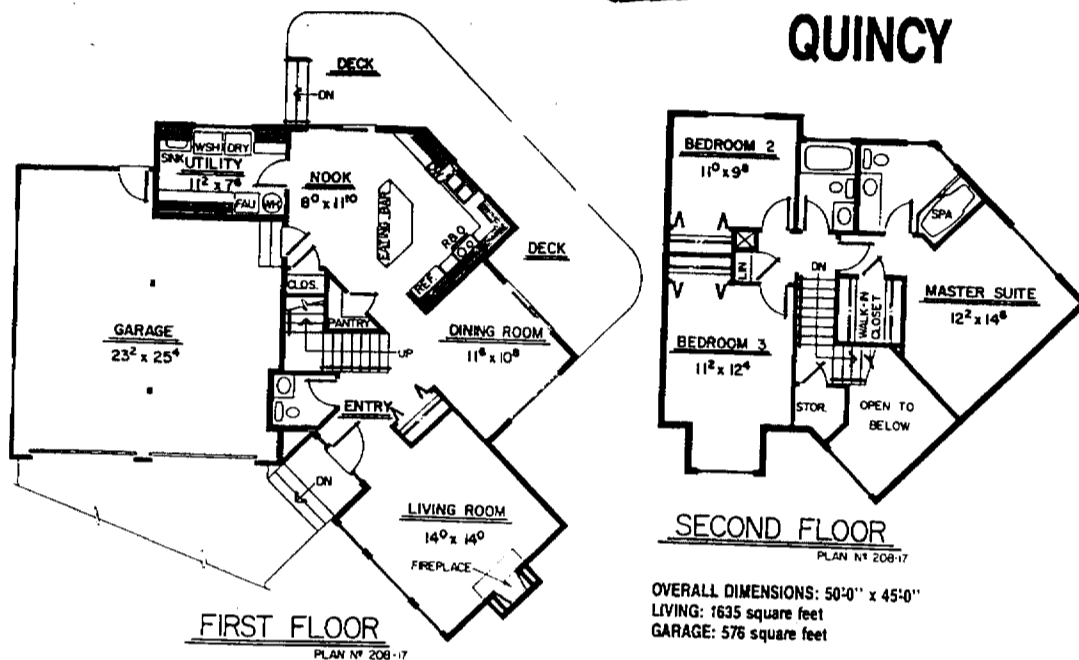 QUINCY
DECK
DN
SINK
WSH
DRY
UTILITY
11² x 7⁶
FAU
WH
NOOK
8⁰ x 11¹⁰
EATING BAR
R&O
REF.
DECK
CLOS.
PANTRY
UP
GARAGE
23² x 25⁴
DINING ROOM
11⁶ x 10⁸
ENTRY
DN
LIVING ROOM
14⁰ x 14⁰
FIREPLACE
FIRST FLOOR
PLAN Nº 208-17
BEDROOM 2
11⁰ x 9⁸
SPA
LIN
DN
WALK-IN
CLOSET
MASTER SUITE
12² x 14⁶
BEDROOM 3
11² x 12⁴
STOR.
OPEN TO
BELOW
SECOND FLOOR
PLAN Nº 208-17
OVERALL DIMENSIONS: 50'0" x 45'0"
LIVING: 1635 square feet
GARAGE: 576 square feet